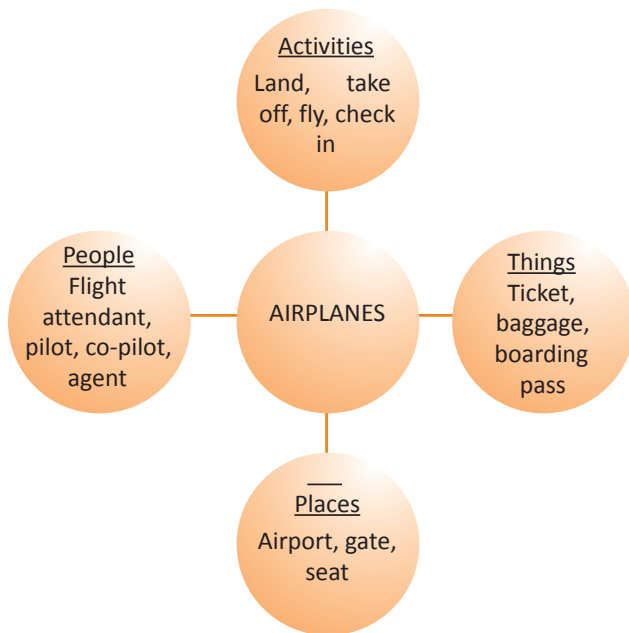 Activities
Land, take
off, fly, check
in
People
Flight
attendant,
pilot, co-pilot,
agent
AIRPLANES
Things
Ticket,
baggage,
boarding
pass
Places
Airport, gate,
seat